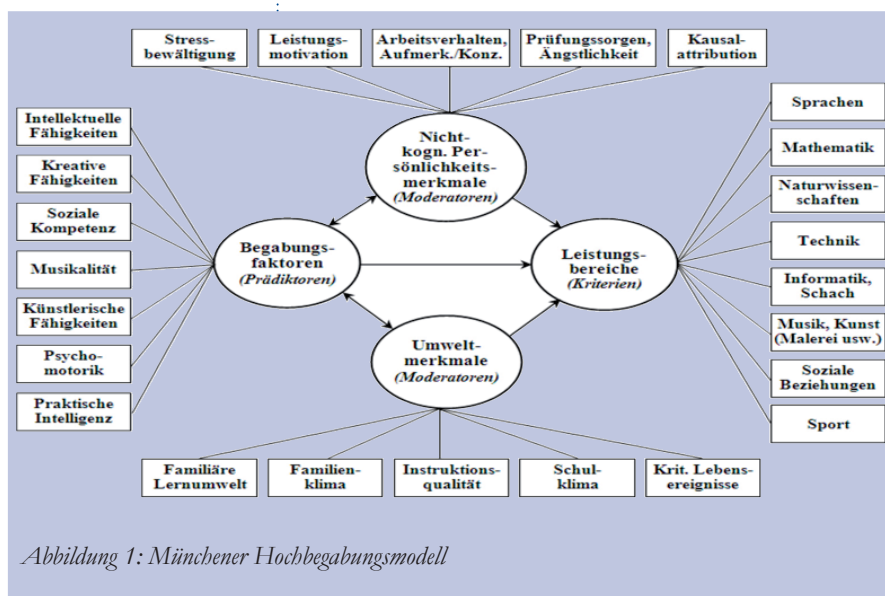 :
Stress-
bewältigung
Leistungs-
motivation
Arbeitsverhalten,
Aufmerk./Konz.
Prüfungssorgen,
Ängstlichkeit
Kausal-
attribution
Intellektuelle
Fähigkeiten
Kreative
Fähigkeiten
Soziale
Kompetenz
Musikalität
Künstlerische
Fähigkeiten
Psycho-
motorik
Praktische
Intelligenz
Nicht-
kogn. Per-
sönlichkeits-
merkmale
(Moderatoren)
Begabungs-
faktoren
(Prädiktoren)
Leistungs-
bereiche
(Kriterien)
Umwelt-
merkmale
(Moderatoren)
Sprachen
Mathematik
Naturwissen-
schaften
Technik
Informatik,
Schach
Musik, Kunst
(Malerei usw.)
Soziale
Beziehungen
Sport
Familiäre
Lernumwelt
Familien-
klima
Instruktions-
qualität
Schul-
klima
Krit. Lebens-
ereignisse
Abbildung 1: Münchener Hochbegabungsmodell